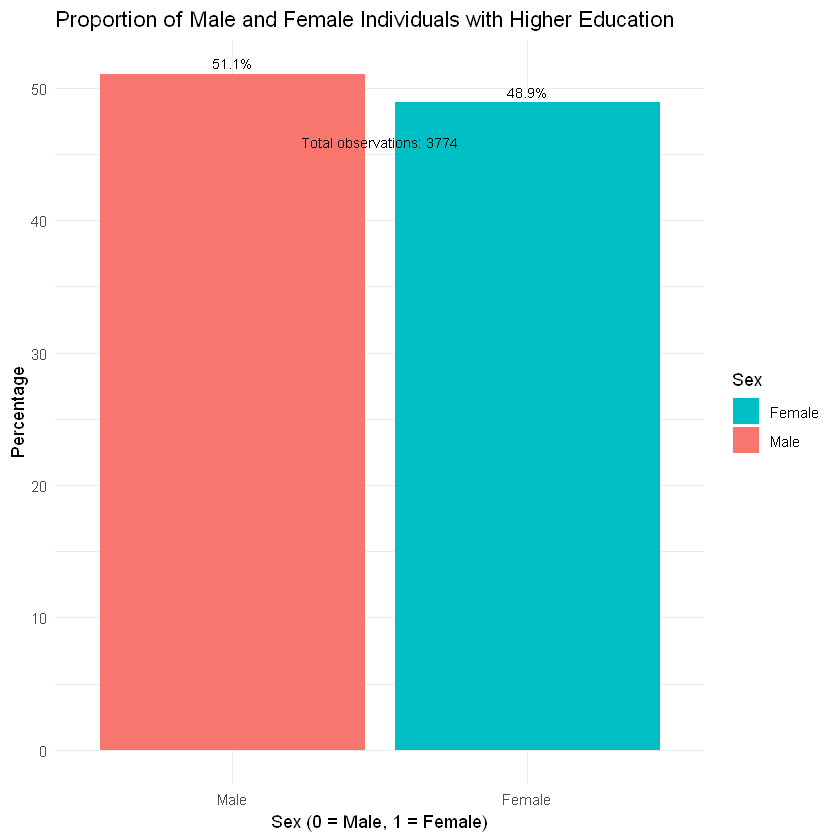 Proportion of Male and Female Individuals with Higher Education
51.1%
48.9%
Total observations: 3774
50
40
30
20
10
0
Percentage
Male
Female
Sex (0 = Male, 1 = Female)
Sex
Female
Male